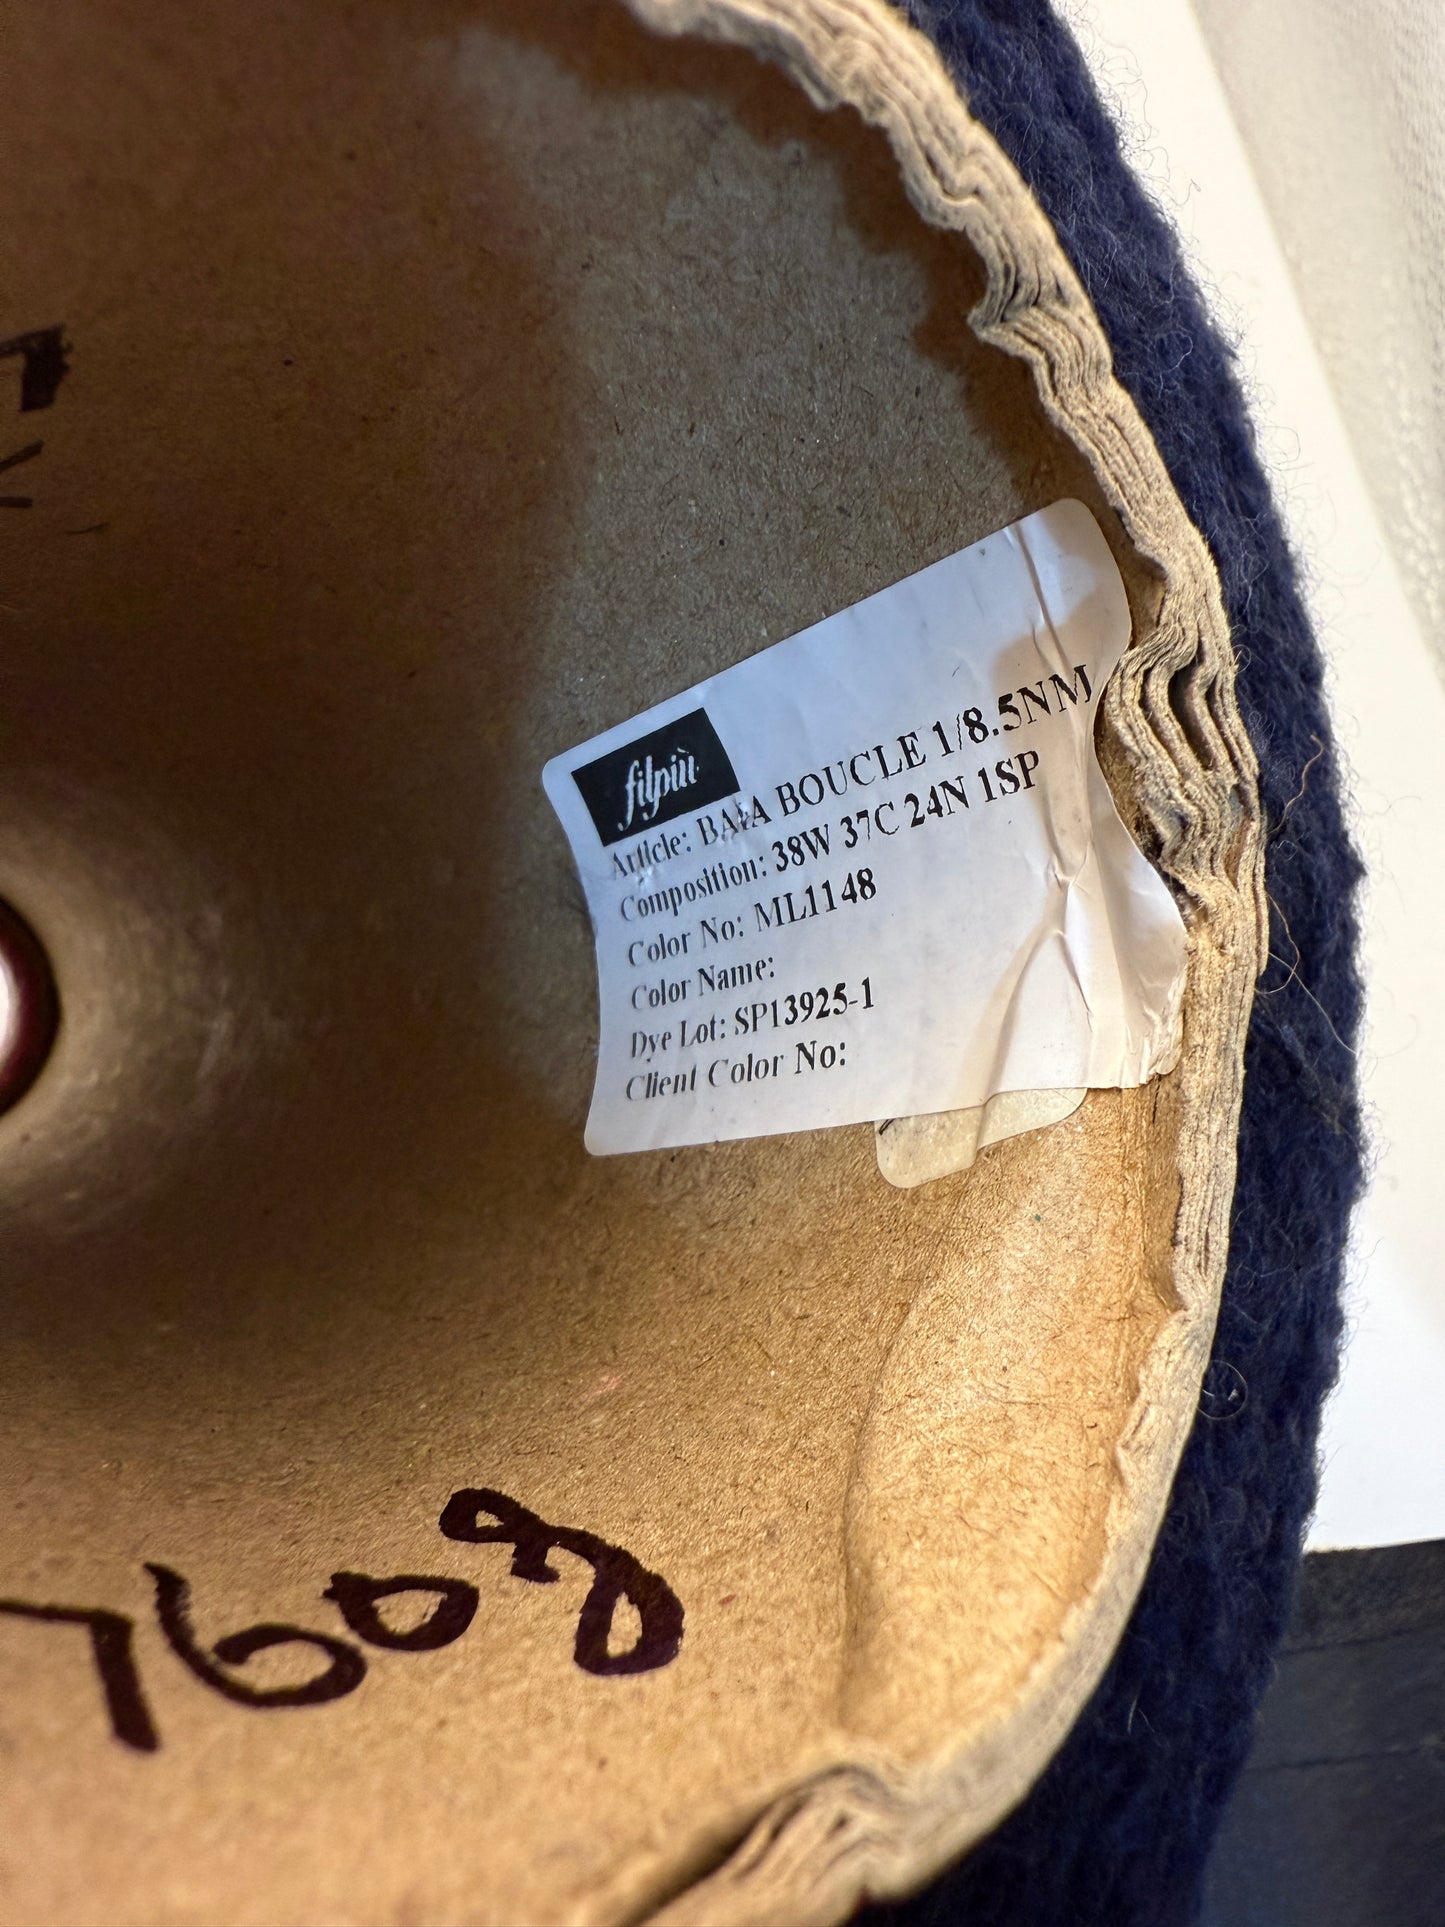 filpiù
Article: BAIA BOUCLE 1/8.5NM
Composition: 38W 37C 24N 1SP
Color No: ML1148
Color Name:
Dye Lot: SP13925-1
Client Color No:
7608